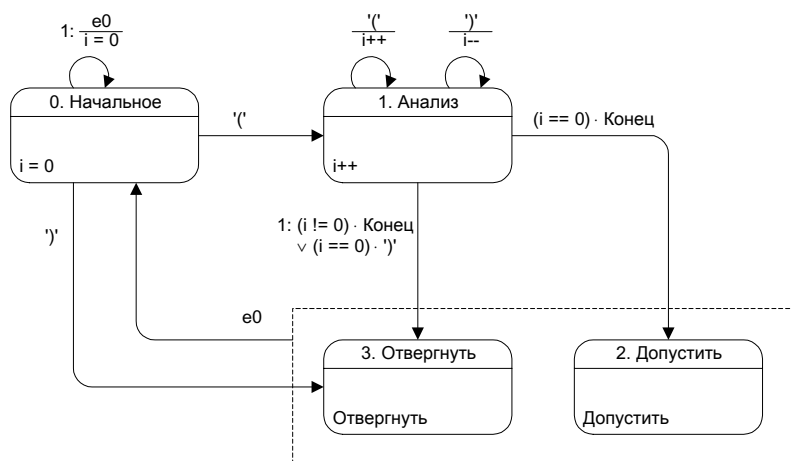 e0
1: i = 0
'('
i++
')'
i--
0. Начальное
i = 0
'('
1. Анализ
i++
(i == 0) · Конец
')'
1: (i != 0) · Конец
∨ (i == 0) · ')'
e0
3. Отвергнуть
Отвергнуть
2. Допустить
Допустить